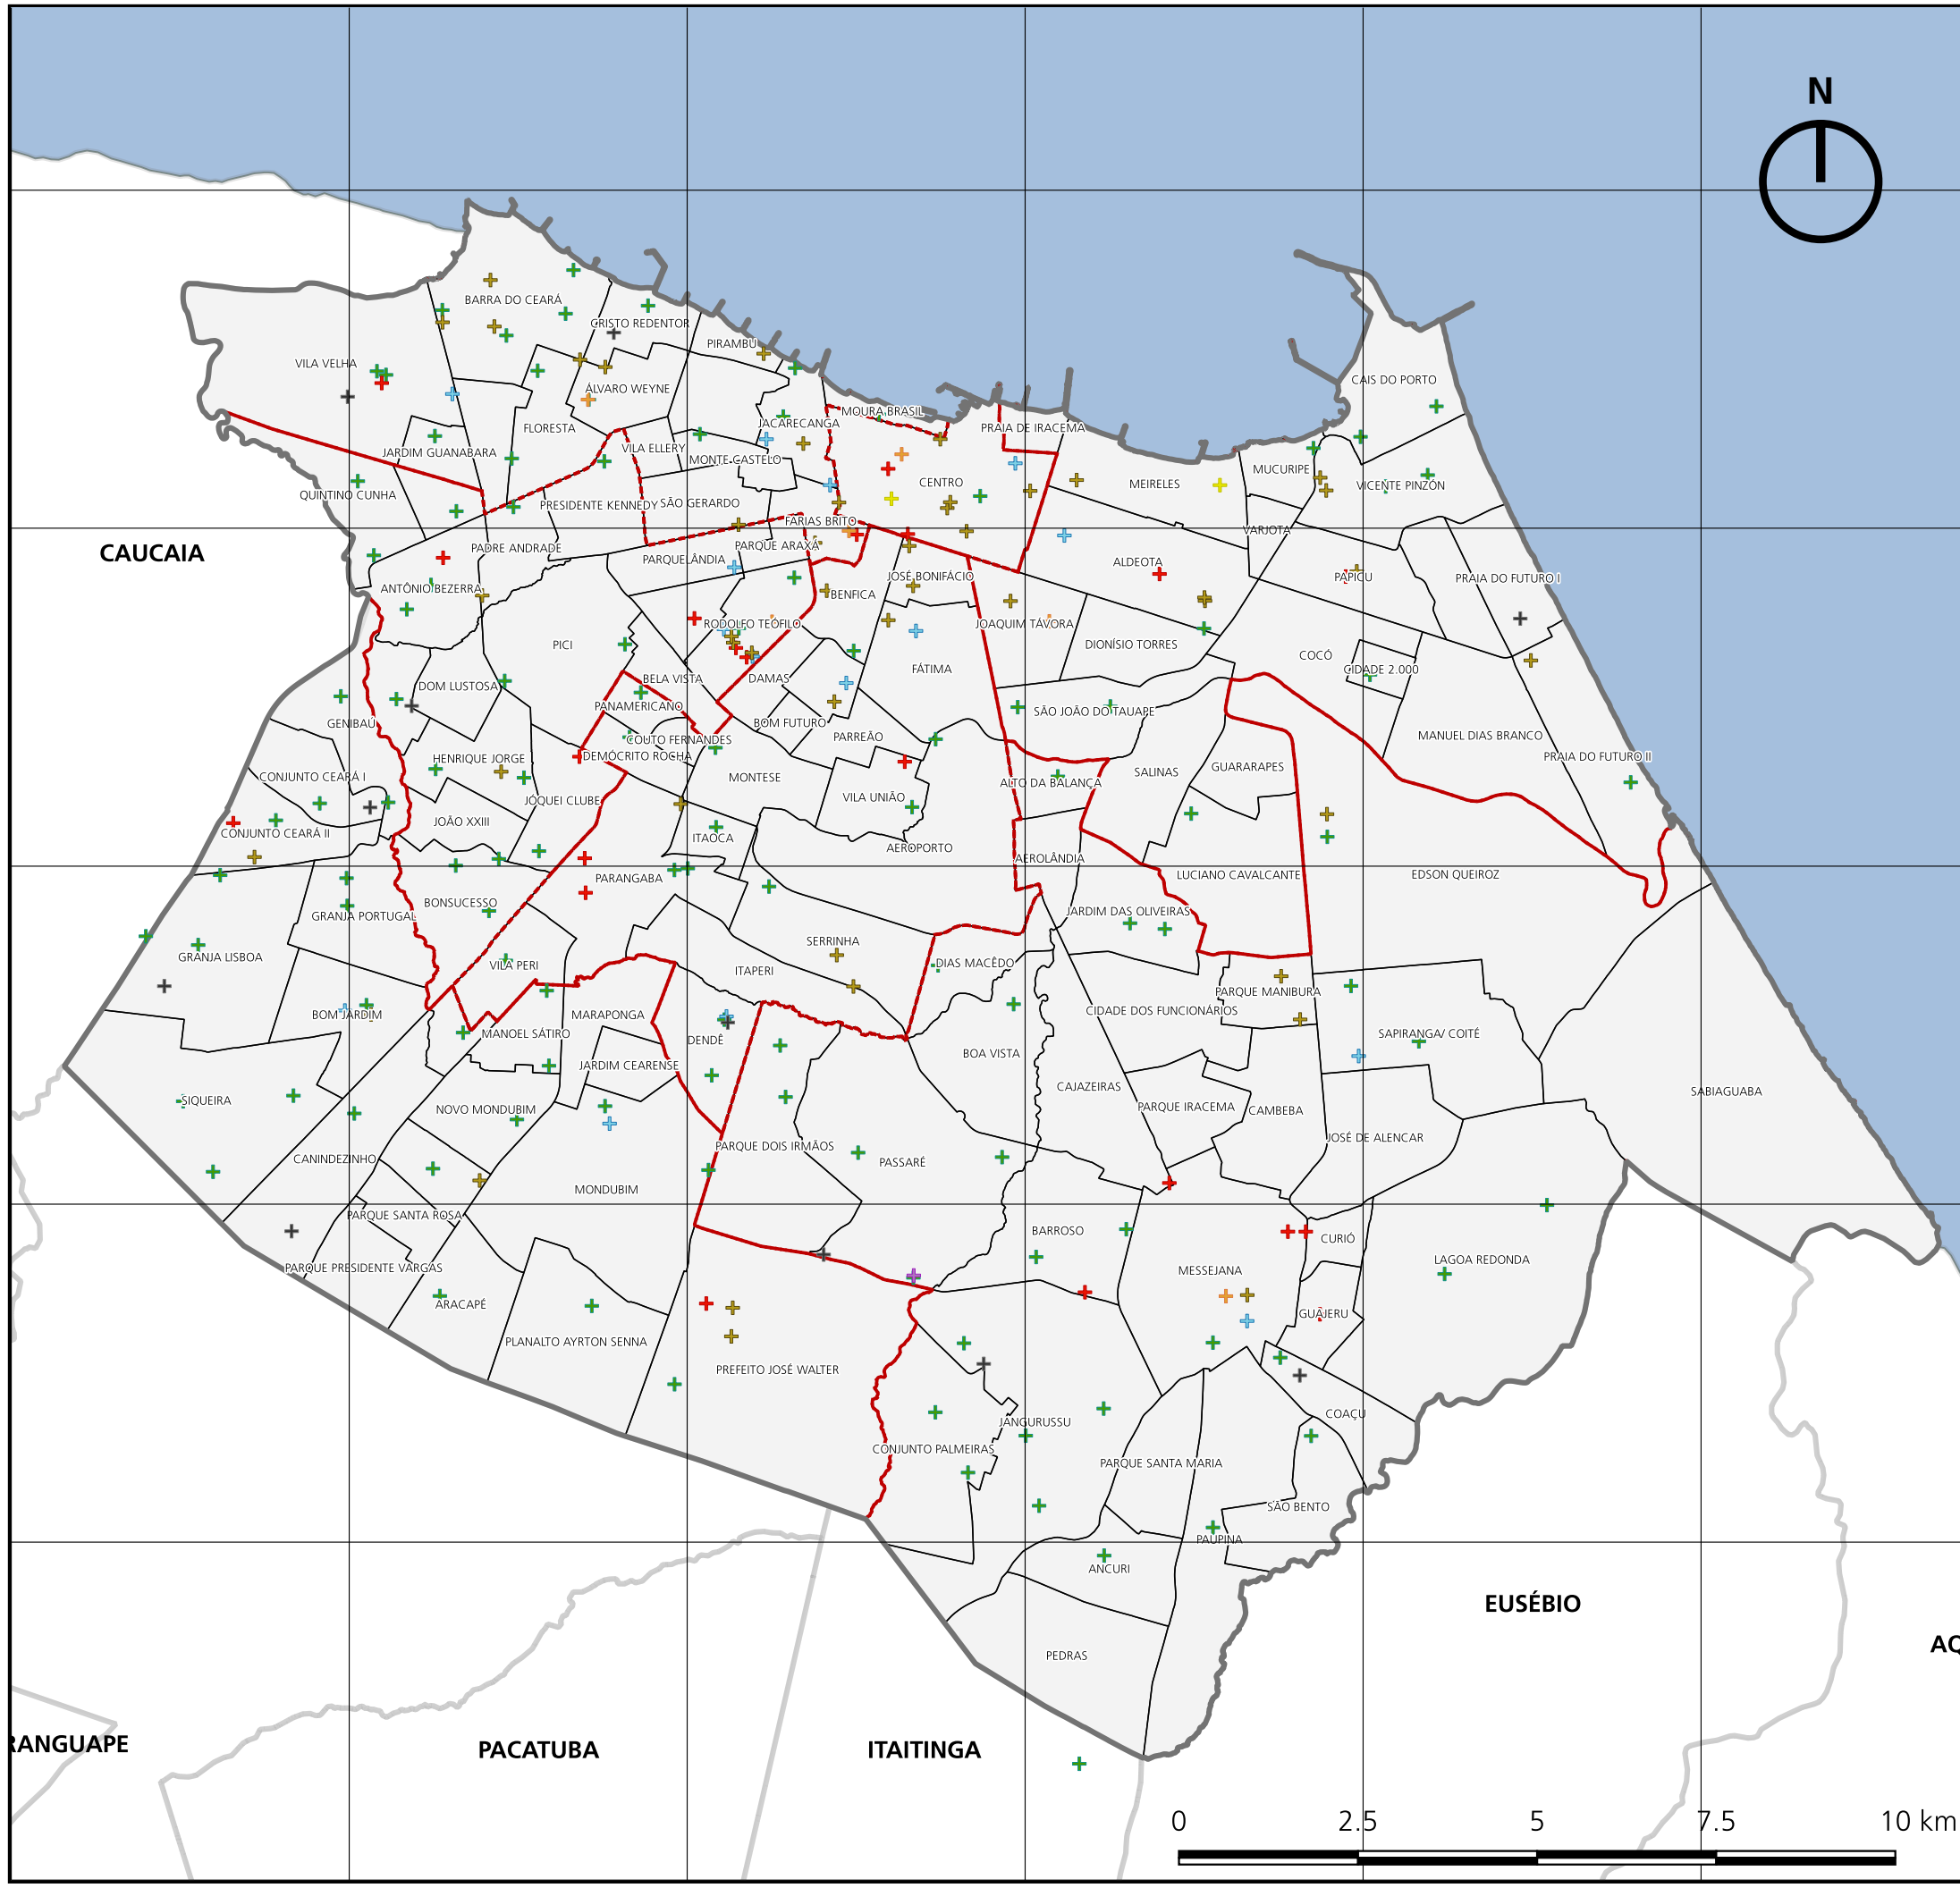 N
BARRA DO CEARÁ
CRISTO REDENTOR
PIRAMBÚ
VILA VELHA
CAIS DO PORTO
ÁLVARO WEYNE
MOURA BRASIL
JACARECANGA
PRAIA DE IRACEMA
FLORESTA
VILA ELLERY
JARDIM GUANABARA
MONTE CASTELO
MUCURIPE
CENTRO
MEIRELES
VICENTE PINZÓN
QUINTINO CUNHA
PRESIDENTE KENNEDY
SÃO GERARDO
FARIAS BRITO
VARJOTA
CAUCAIA
PADRE ANDRADE
PARQUE ARAXÁ
PARQUELÂNDIA
ALDEOTA
JOSÉ BONIFÁCIO
PAPICU
PRAIA DO FUTURO I
ANTÔNIO BEZERRA
BENFICA
RODOLFO TEÓFILO
JOAQUIM TÁVORA
PICI
DIONÍSIO TORRES
COCÓ
FÁTIMA
CIDADE 2.000
BELA VISTA
DAMAS
DOM LUSTOSA
PANAMERICANO
SÃO JOÃO DO TAUAPE
GENIBAÚ
BOM FUTURO
PARREÃO
MANUEL DIAS BRANCO
COUTO FERNANDES
DEMÓCRITO ROCHA
HENRIQUE JORGE
PRAIA DO FUTURO II
GUARARAPES
SALINAS
CONJUNTO CEARÁ I
MONTESE
ALTO DA BALANÇA
JÓQUEI CLUBE
VILA UNIÃO
JOÃO XXIII
CONJUNTO CEARÁ II
ITAOCA
AEROPORTO
AEROLÂNDIA
PARANGABA
LUCIANO CAVALCANTE
EDSON QUEIROZ
BONSUCESSO
GRANJA PORTUGAL
JARDIM DAS OLIVEIRAS
SERRINHA
GRANJA LISBOA
VILA PERI
ITAPERI
DIAS MACÊDO
PARQUE MANIBURA
CIDADE DOS FUNCIONÁRIOS
BOM JARDIM
MARAPONGA
MANOEL SÁTIRO
SAPIRANGA/ COITÉ
DENDÊ
BOA VISTA
JARDIM CEARENSE
CAJAZEIRAS
SABIAGUABA
SIQUEIRA
PARQUE IRACEMA
NOVO MONDUBIM
CAMBEBA
JOSÉ DE ALENCAR
PARQUE DOIS IRMÃOS
CANINDEZINHO
PASSARÉ
MONDUBIM
PARQUE SANTA ROSA
BARROSO
CURIÓ
LAGOA REDONDA
PARQUE PRESIDENTE VARGAS
MESSEJANA
ARACAPÉ
GUAJERU
PLANALTO AYRTON SENNA
PREFEITO JOSÉ WALTER
COAÇU
JANGURUSSU
CONJUNTO PALMEIRAS
PARQUE SANTA MARIA
SÃO BENTO
PAUPINA
ANCURI
EUSÉBIO
AQ
PEDRAS
RANGUAPE
PACATUBA
ITAITINGA
0 2.5 5 7.5 10 km